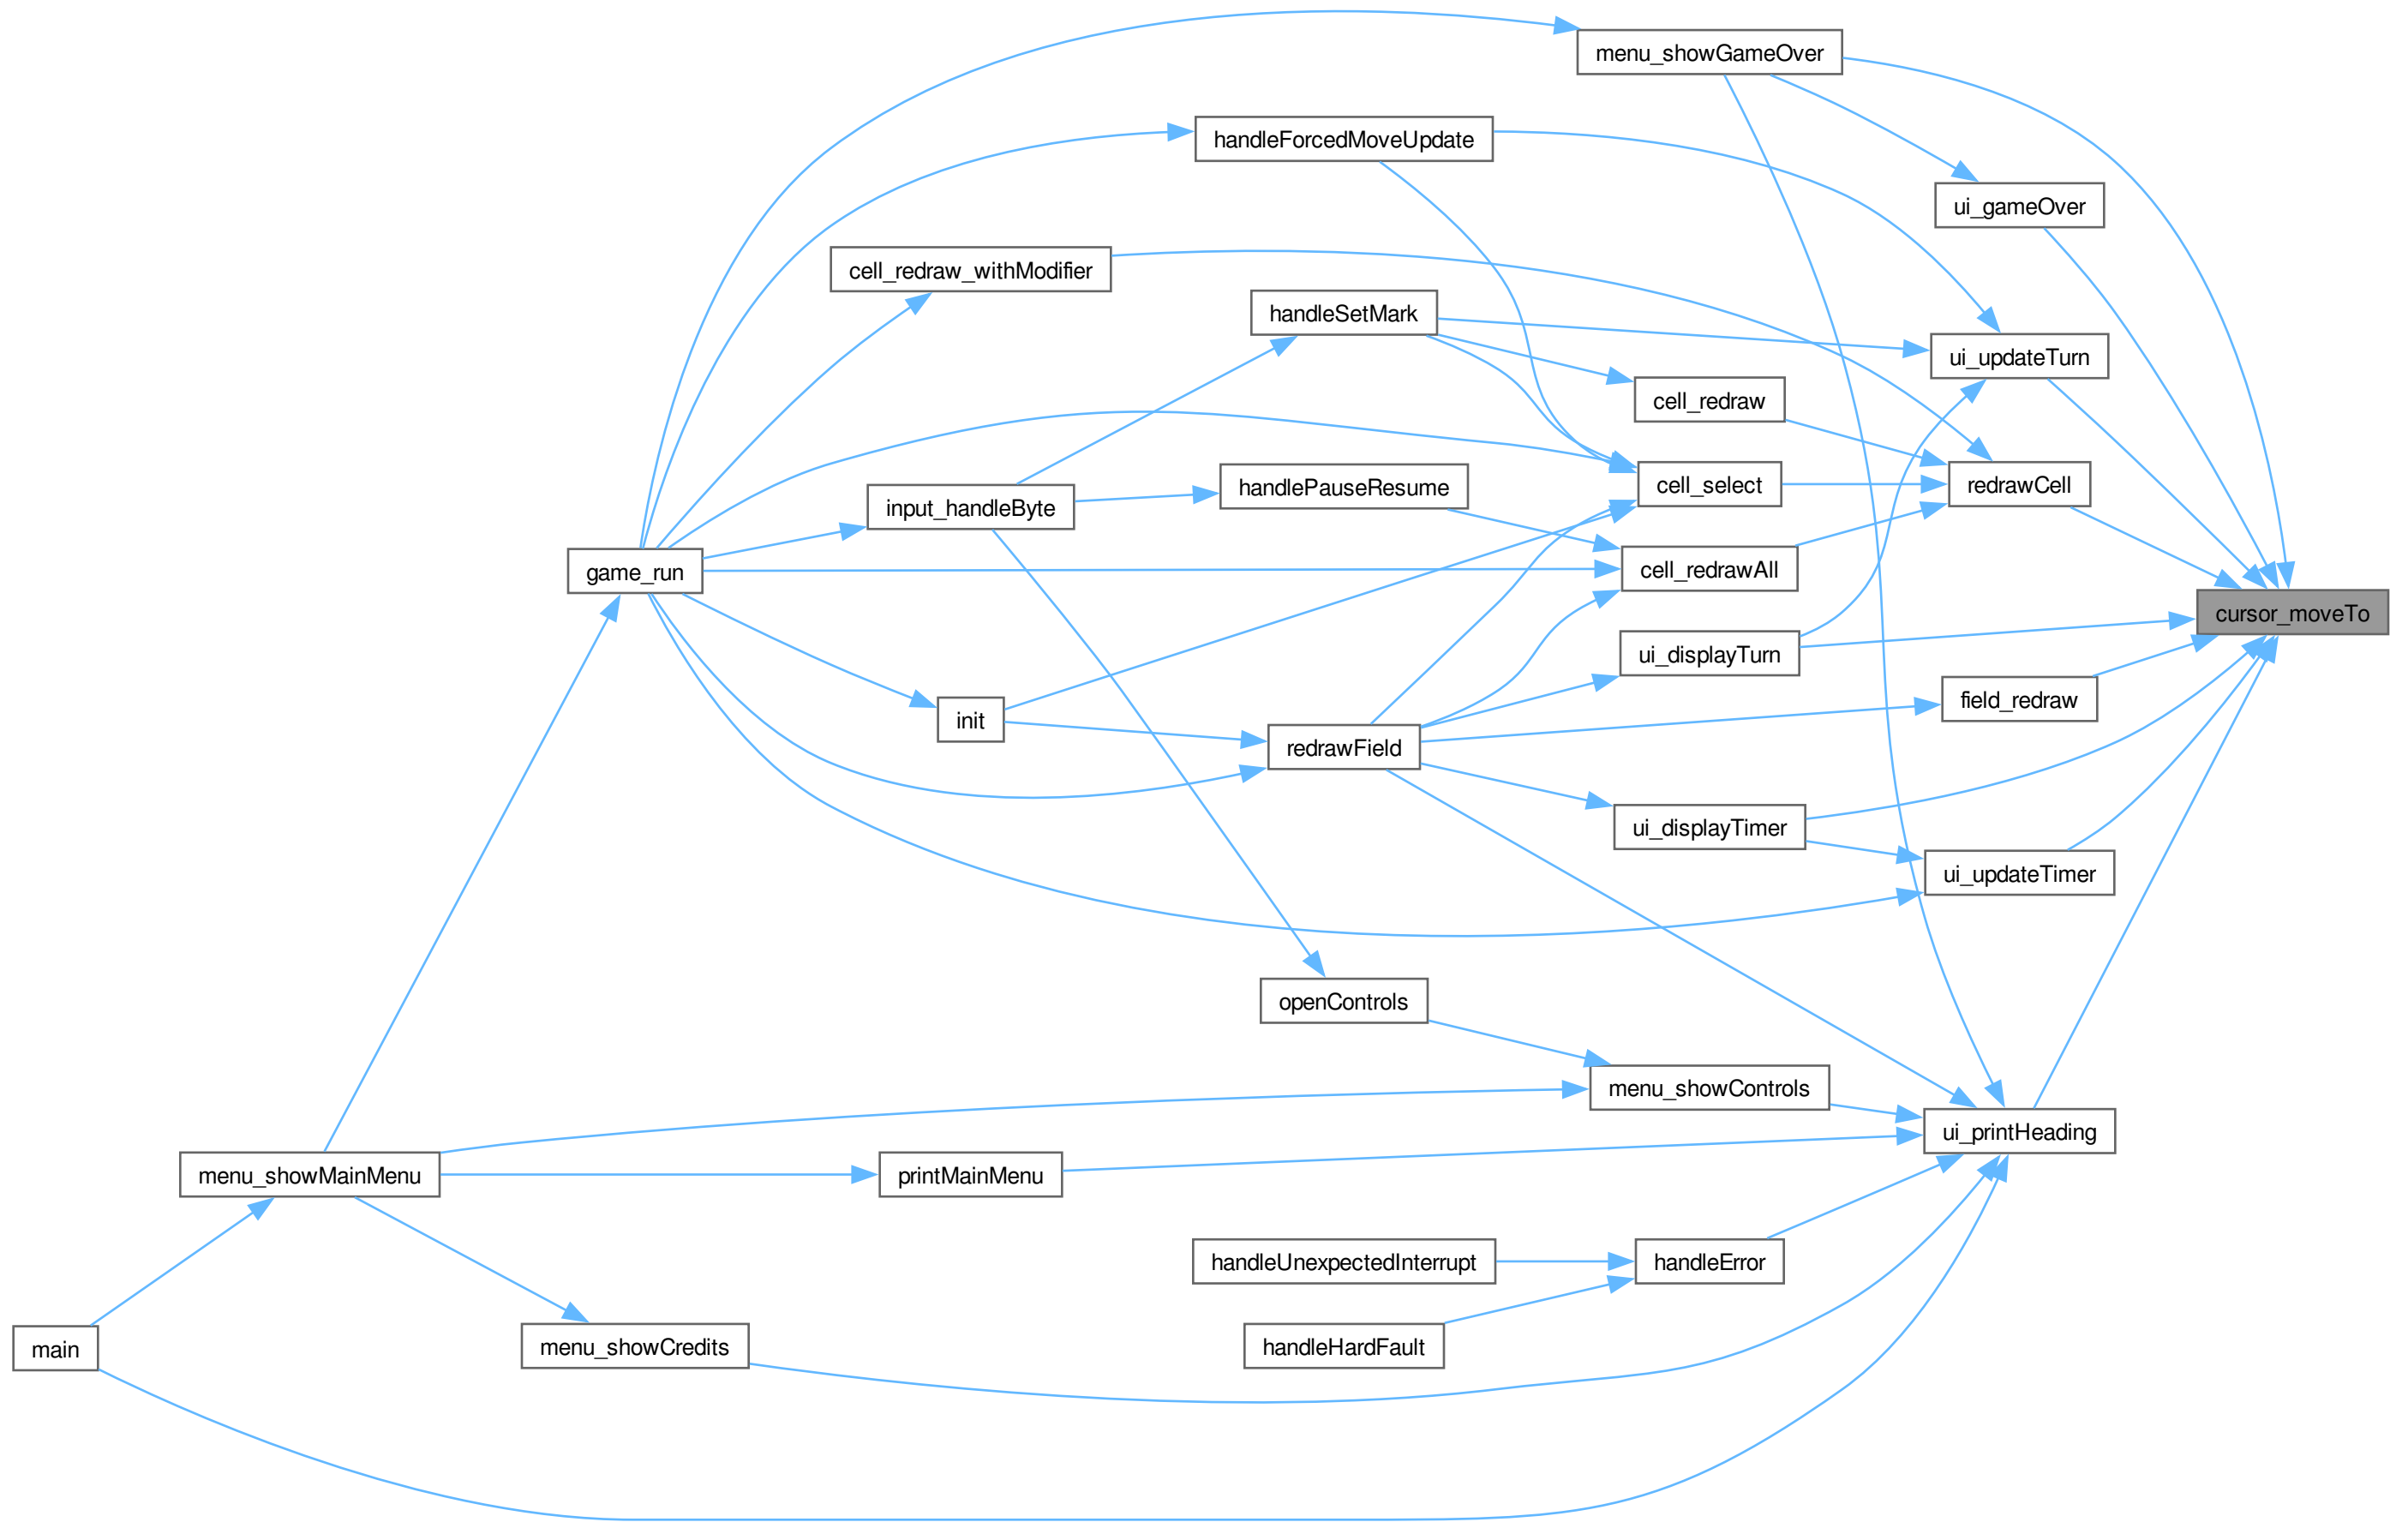 menu_showGameOver
handleForcedMoveUpdate
ui_gameOver
cell_redraw_withModifier
handleSetMark
ui_updateTurn
cell_redraw
cell_select
redrawCell
handlePauseResume
input_handleByte
game_run
cell_redrawAll
cursor_moveTo
ui_displayTurn
field_redraw
init
redrawField
ui_displayTimer
ui_updateTimer
openControls
menu_showControls
ui_printHeading
menu_showMainMenu
printMainMenu
handleUnexpectedInterrupt
handleError
main
menu_showCredits
handleHardFault